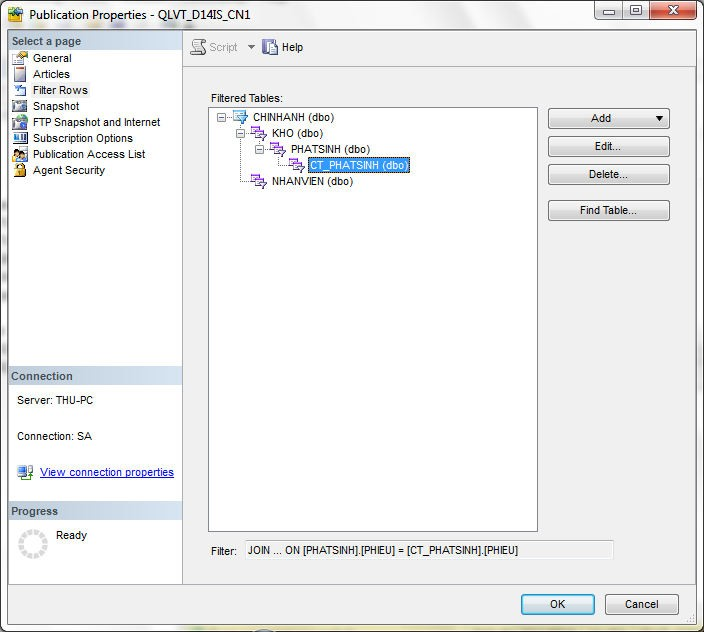 Publication Properties - QLVT_D14IS_CN1
Select a page
General
Articles
Filter Rows
Snapshot
FTP Snapshot and Internet
Subscription Options
Publication Access List
Agent Security
Connection
Server: THU-PC
Connection: SA
View connection properties
Progress
Ready
Script
Help
Filtered Tables:
CHINHANH (dbo)
KHO (dbo)
PHATSINH (dbo)
CT_PHATSINH (dbo)
NHANVIEN (dbo)
Add
Edit...
Delete...
Find Table...
Filter: JOIN ... ON [PHATSINH].[PHIEU] = [CT_PHATSINH].[PHIEU]
OK
Cancel